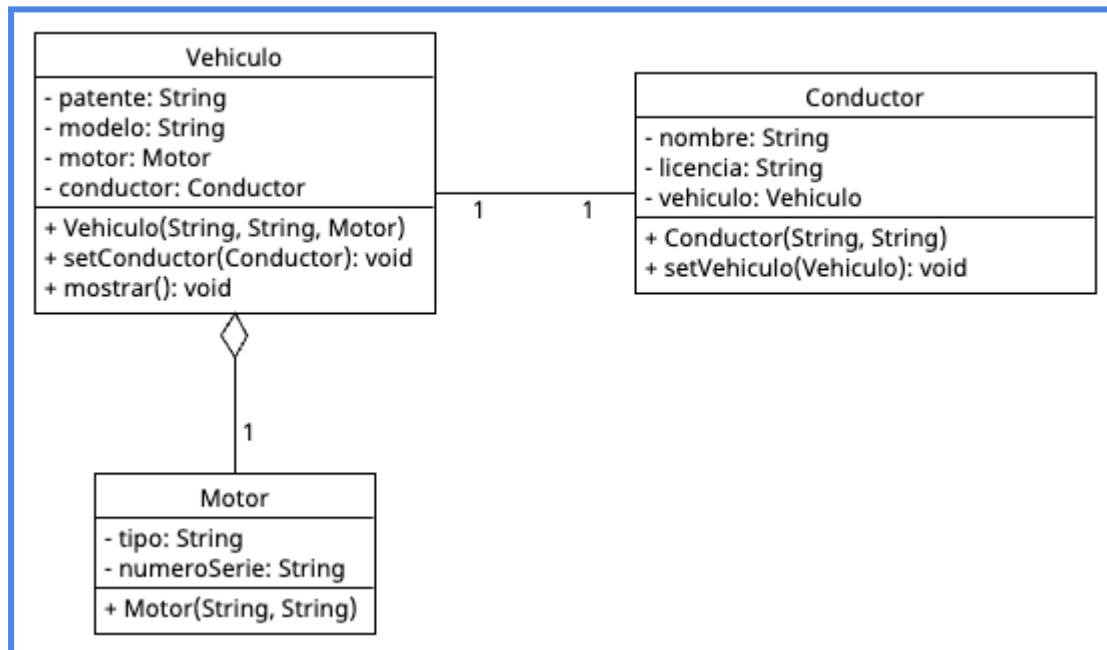 Vehiculo
- patente: String
- modelo: String
- motor: Motor
- conductor: Conductor
+ Vehiculo(String, String, Motor)
+ setConductor(Conductor): void
+ mostrar(): void
1
1
Conductor
- nombre: String
- licencia: String
- vehiculo: Vehiculo
+ Conductor(String, String)
+ setVehiculo(Vehiculo): void
1
Motor
- tipo: String
- numeroSerie: String
+ Motor(String, String)